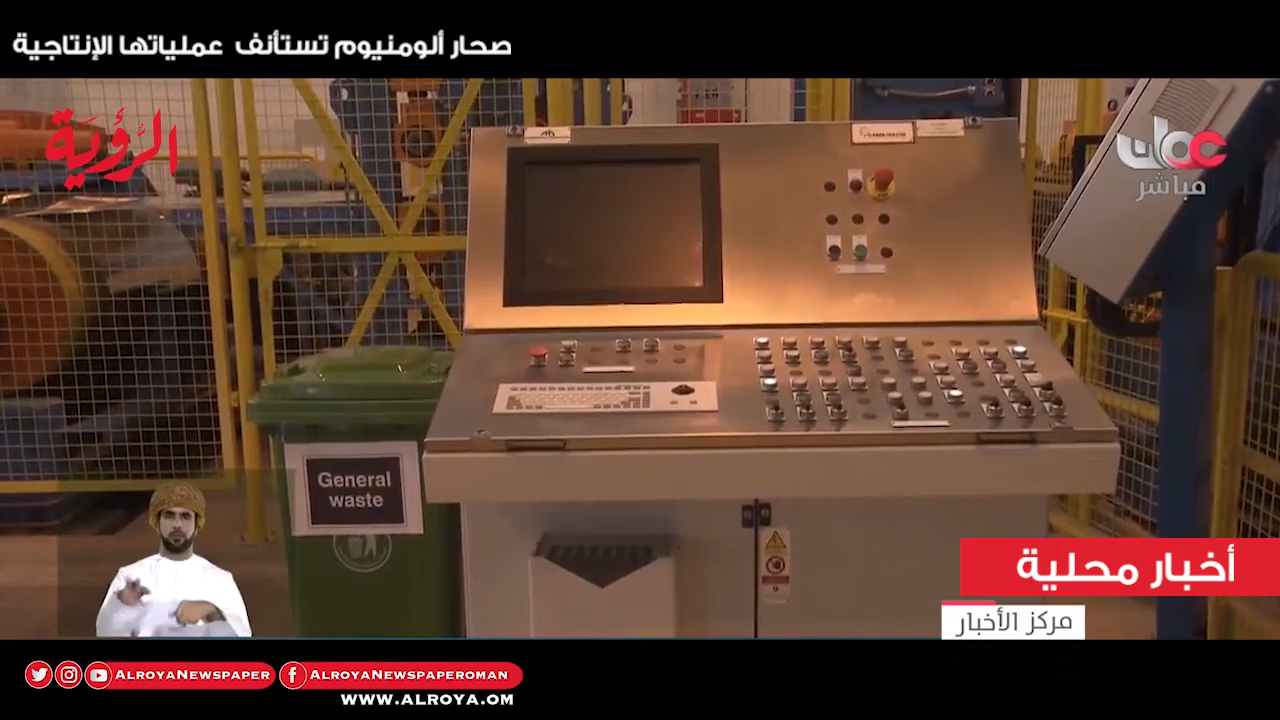 صحار ألومنيوم تستأنف عملياتها الإنتاجية
الرؤية
عمان
مباشر
General
waste
أخبار محلية
مركز الأخبار
ALROYANEWSPAPER
ALROYANEWSPAPEROMAN
WWW.ALROYA.OM